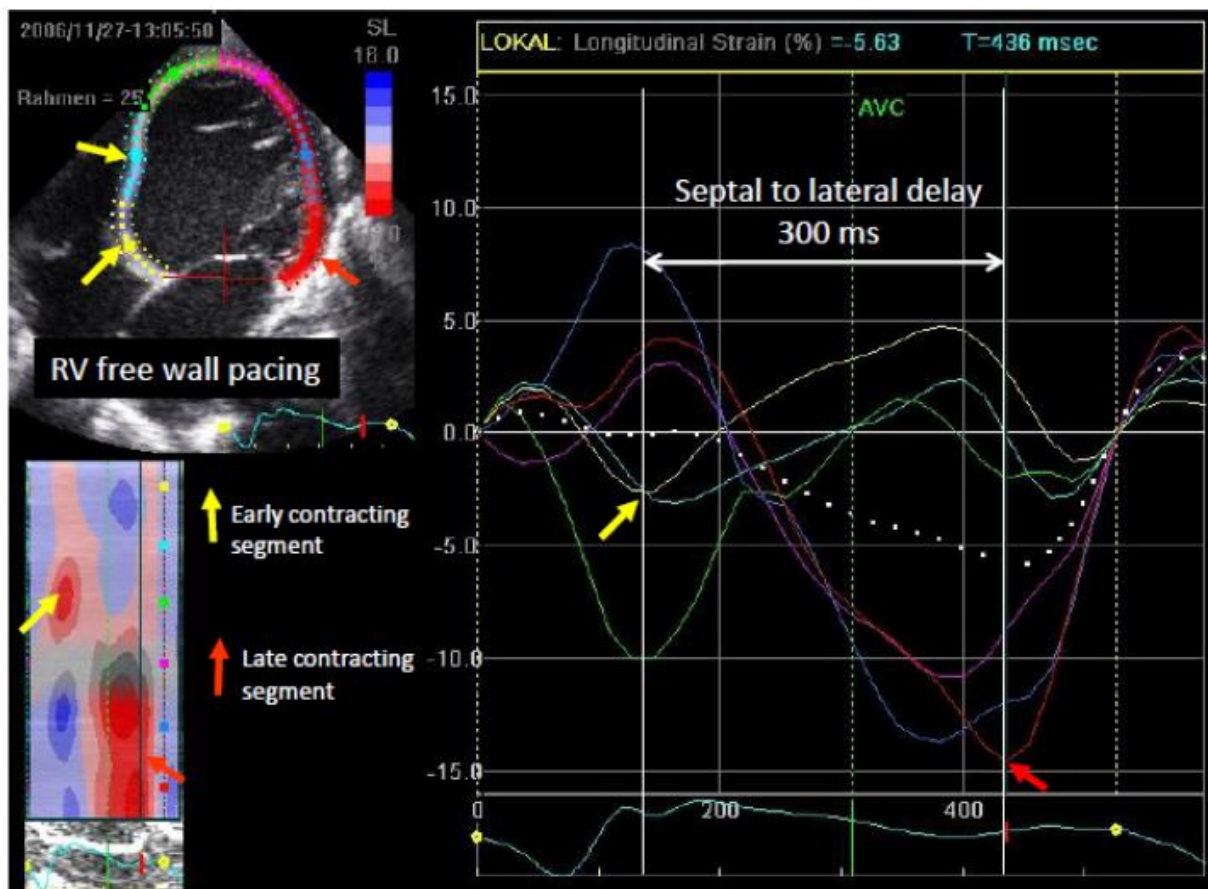 2006/11/27-13:05:50
SL
18.0
Rahmen = 25
RV free wall pacing
Early contracting
segment
Late contracting
segment
LOKAL: Longitudinal Strain (%) =-5.63 T=436 msec
15.0
AVC
Septal to lateral delay
300 ms
10.0
5.0
0.0
-5.0
-10.0
-15.0
0 200 400